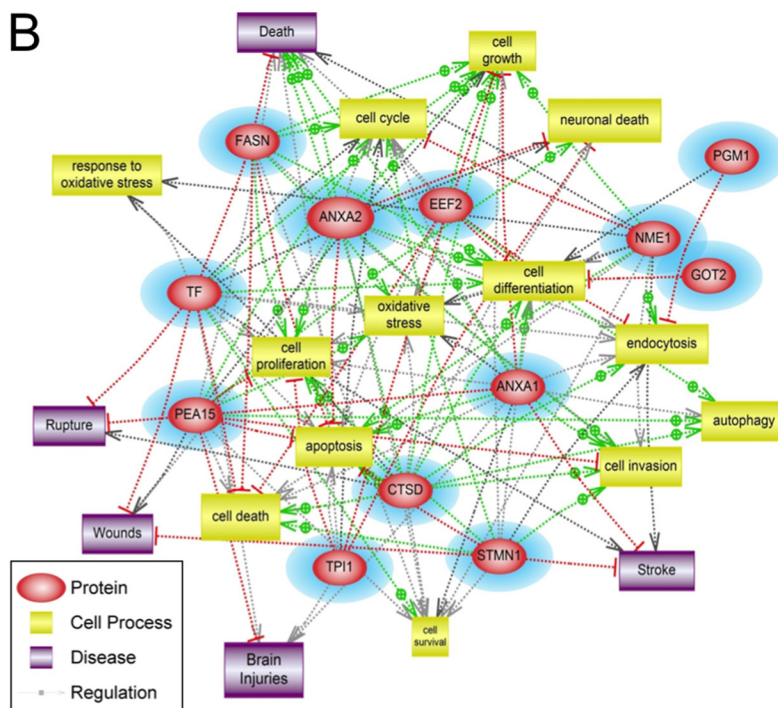 B
Death
cell
growth
cell cycle
neuronal death
FASN
PGM1
response to
oxidative stress
ANXA2
EEF2
NME1
GOT2
TF
cell
differentiation
oxidative
stress
cell
proliferation
endocytosis
ANXA1
PEA15
Rupture
autophagy
apoptosis
cell invasion
CTSD
cell death
Wounds
STMN1
TPI1
Stroke
cell
survival
Brain
Injuries
Protein
Cell Process
Disease
Regulation